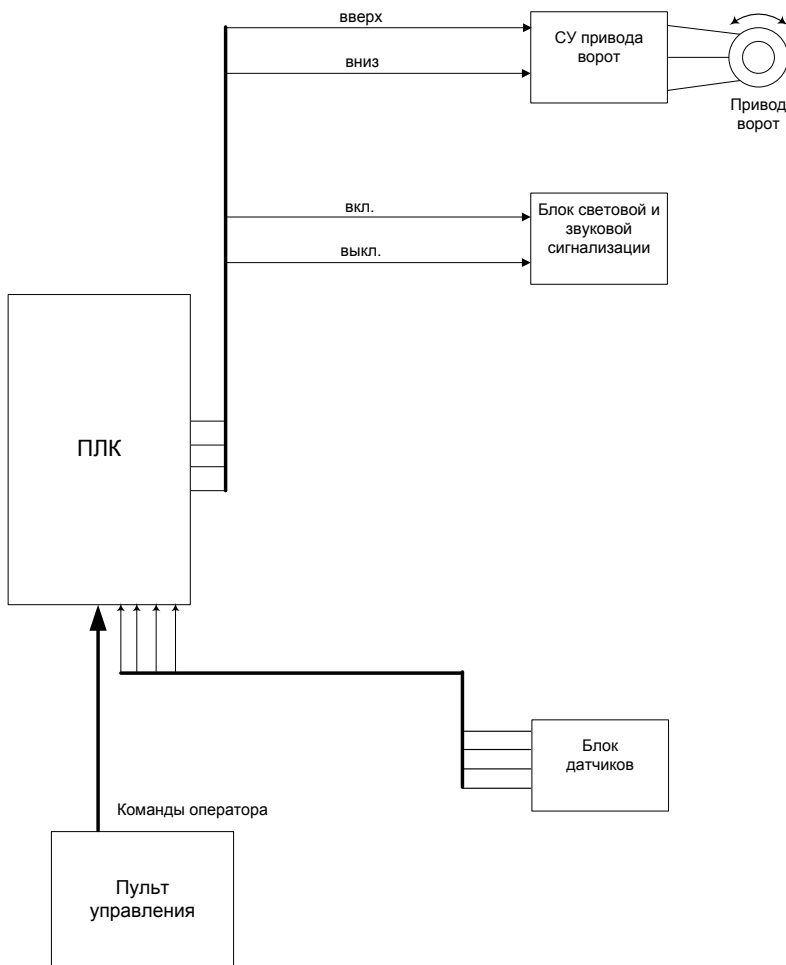 вверх
СУ привода
ворот
вниз
Привод
ворот
вкл.
Блок световой и
звуковой
сигнализации
выкл.
ПЛК
Блок
датчиков
Команды оператора
Пульт
управления